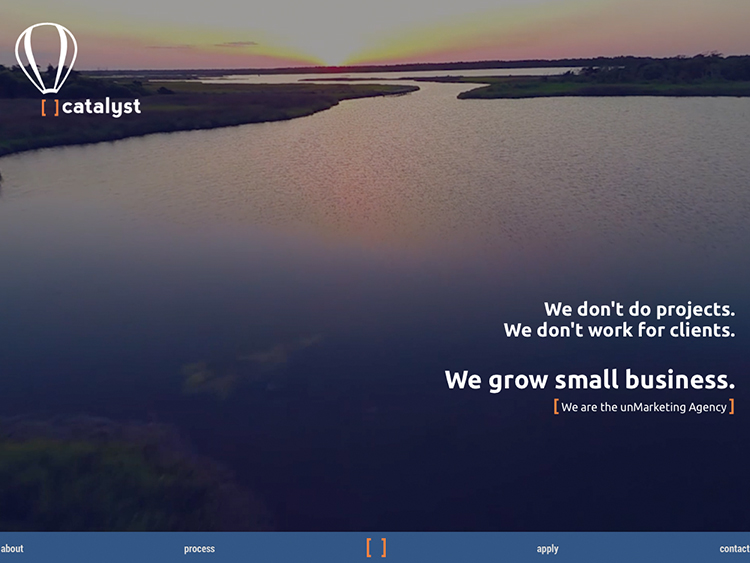 [ ] catalyst
We don't do projects.
We don't work for clients.
We grow small business.
[ We are the unMarketing Agency ]
about process [ ] apply contact